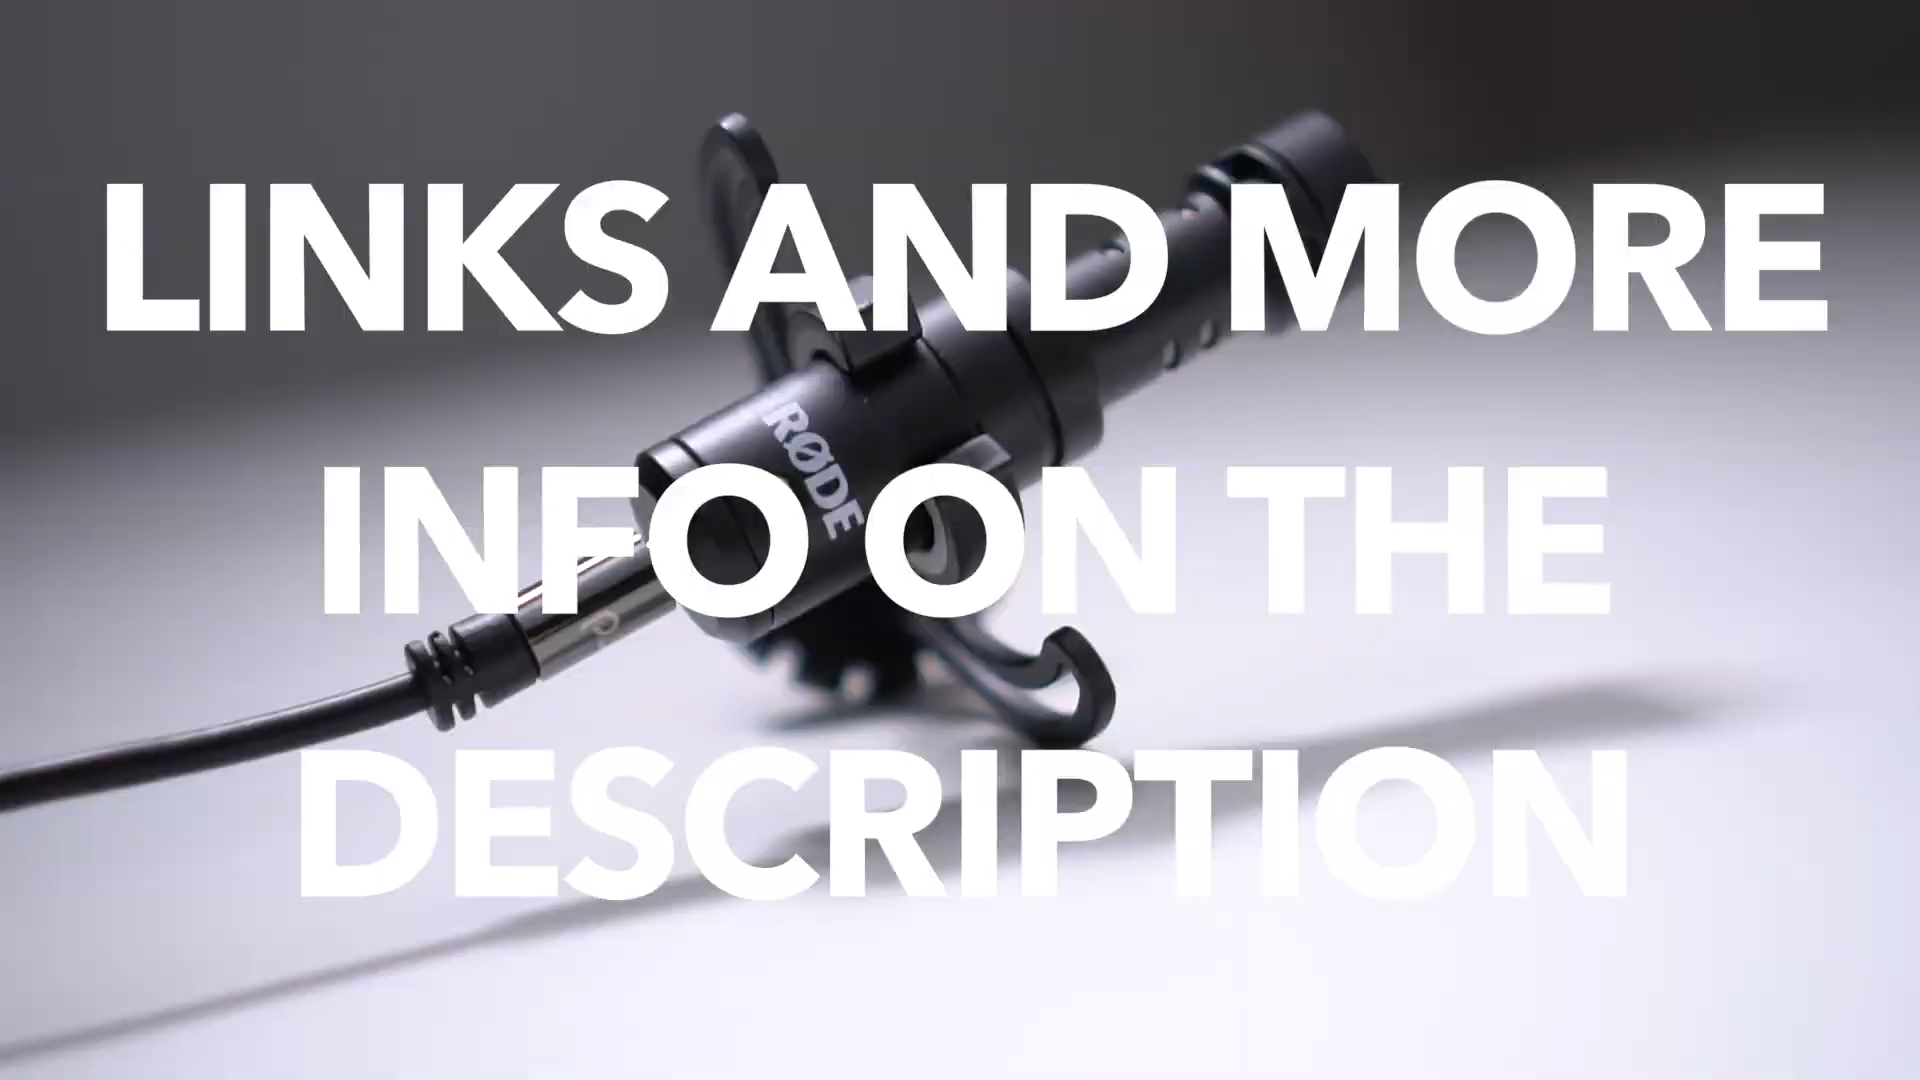 LINKS AND MORE
RØDE
INFO ON THE
DESCRIPTION